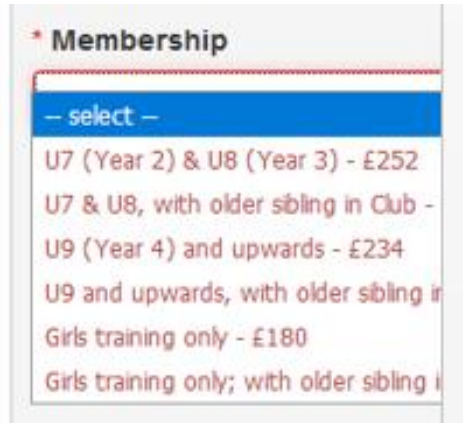 * Membership
-- select --
U7 (Year 2) & U8 (Year 3) - £252
U7 & U8, with older sibling in Club -
U9 (Year 4) and upwards - £234
U9 and upwards, with older sibling
Girls training only - £180
Girls training only; with older sibling